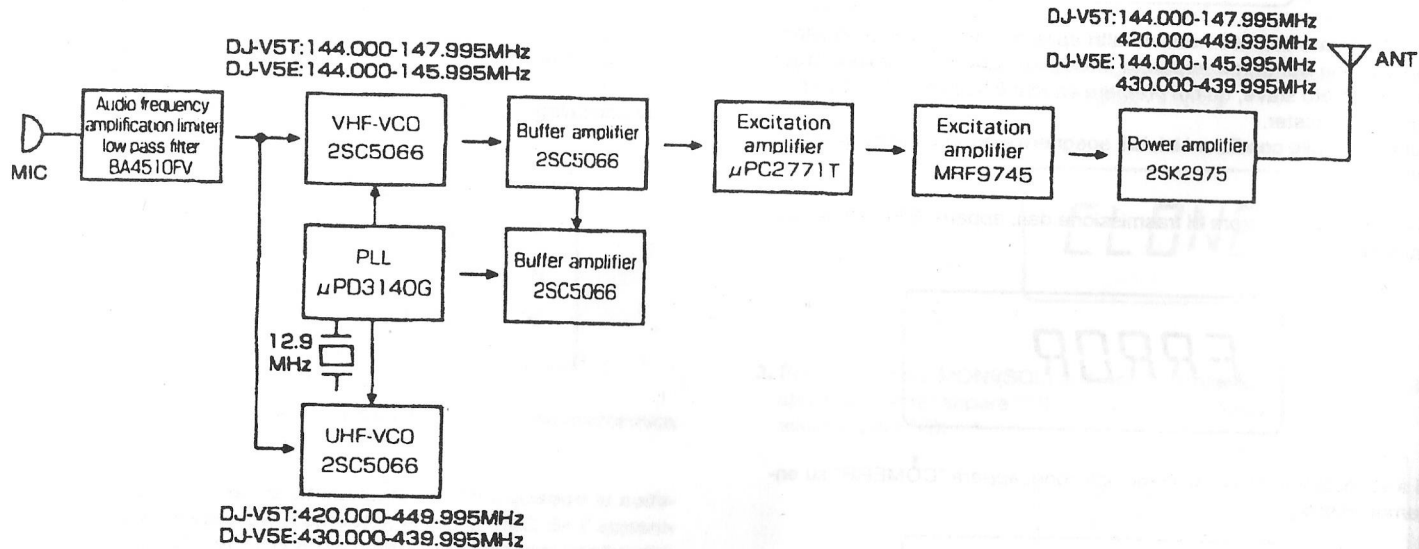 DJ-V5T:144.000-147.995MHz
420.000-449.995MHz
DJ-V5E:144.000-145.995MHz
430.000-439.995MHz
ANT
DJ-V5T:144.000-147.995MHz
DJ-V5E:144.000-145.995MHz
MIC
Audio frequency
amplification limiter
low pass filter
BA4510FV
VHF-VCO
2SC5066
Buffer amplifier
2SC5066
Excitation
amplifier
μPC2771T
Excitation
amplifier
MRF9745
Power amplifier
2SK2975
PLL
μPD3140G
Buffer amplifier
2SC5066
12.9
MHz
UHF-VCO
2SC5066
DJ-V5T:420.000-449.995MHz
DJ-V5E:430.000-439.995MHz